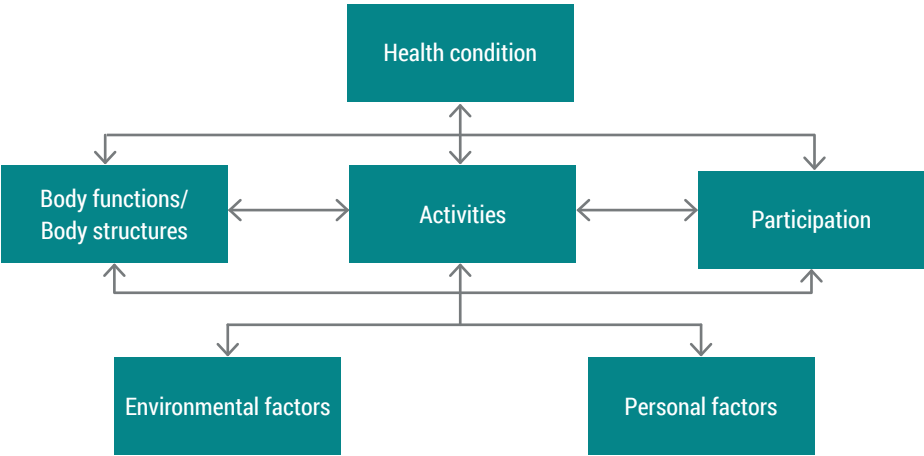 Health condition
Body functions/
Body structures
Activities
Participation
Environmental factors
Personal factors